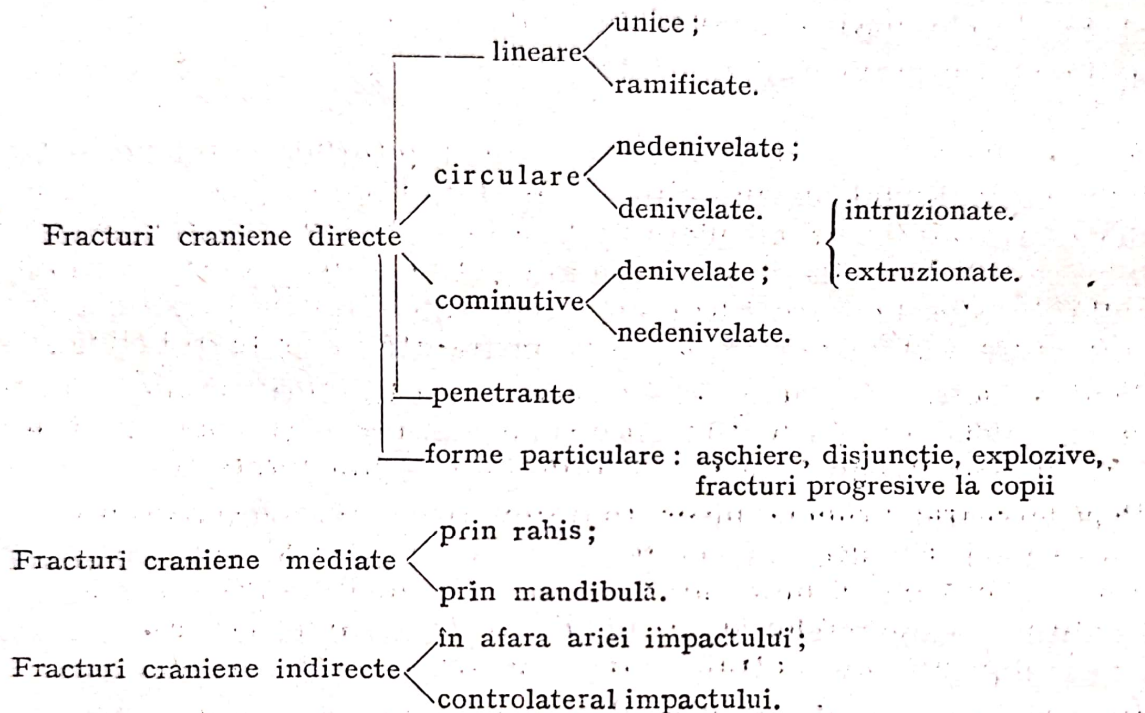 unice;
lineare
ramificate.
nedenivelate;
circulare
denivelate.
intruzionate.
Fracturi craniene directe
denivelate;
extruzionate.
cominutive
nedenivelate.
penetrante
forme particulare: așchiere, disjuncție, explozive,
fracturi progresive la copii
prin rahis;
Fracturi craniene mediate
prin mandibulă.
în afara ariei impactului;
Fracturi craniene indirecte
controlateral impactului.